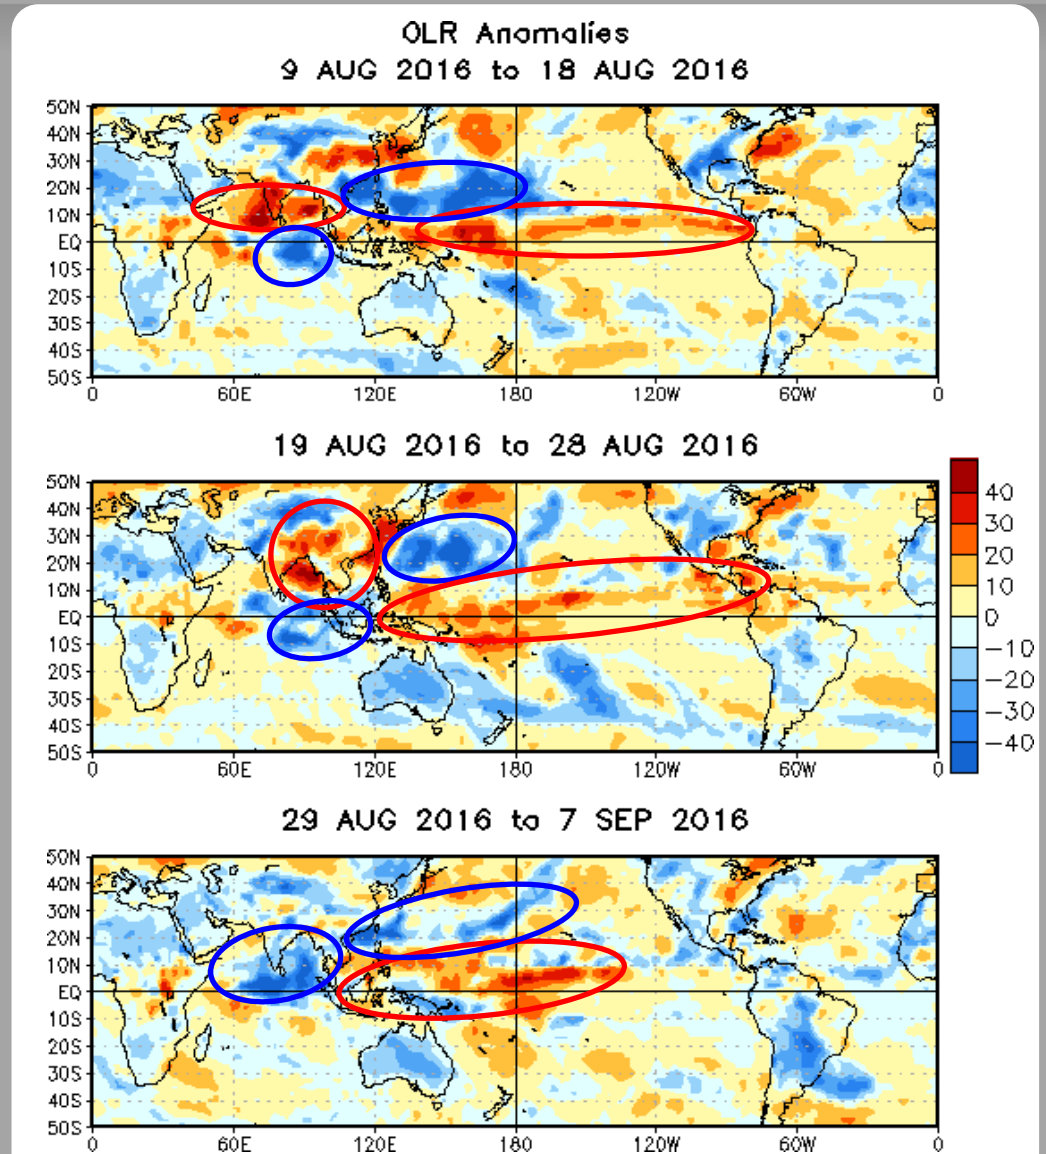 OLR Anomalies
9 AUG 2016 to 18 AUG 2016
50N
40N
30N
20N
10N
EQ
10S
20S
30S
40S
50S
0 60E 120E 180 120W 60W 0
19 AUG 2016 to 28 AUG 2016
50N
40N
30N
20N
10N
EQ
10S
20S
30S
40S
50S
0 60E 120E 180 120W 60W 0
40
30
20
10
0
−10
−20
−30
−40
29 AUG 2016 to 7 SEP 2016
50N
40N
30N
20N
10N
EQ
10S
20S
30S
40S
50S
0 60E 120E 180 120W 60W 0